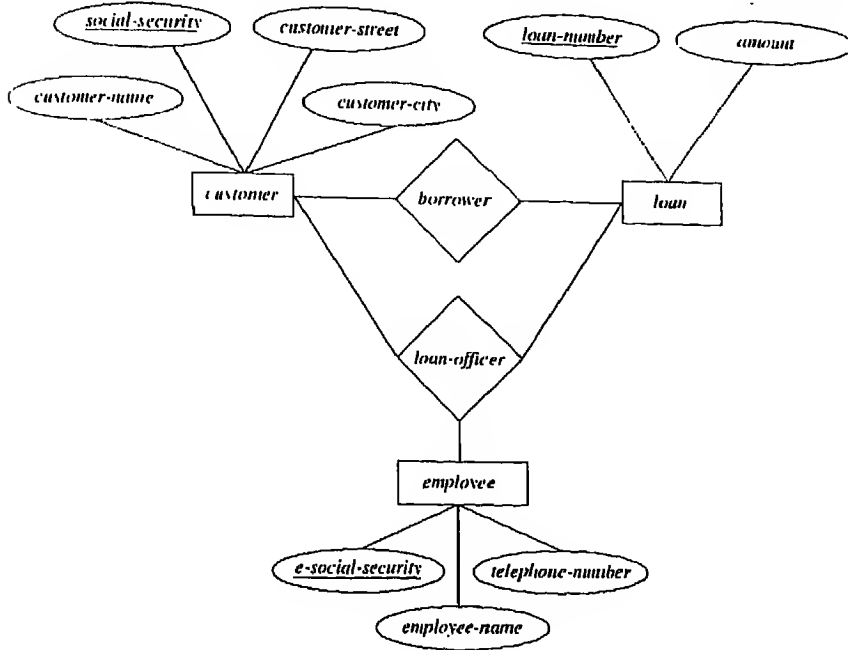 social-security
customer-street
loan-number
amount
customer-name
customer-city
customer
borrower
loan
loan-officer
employee
e-social-security
telephone-number
employee-name